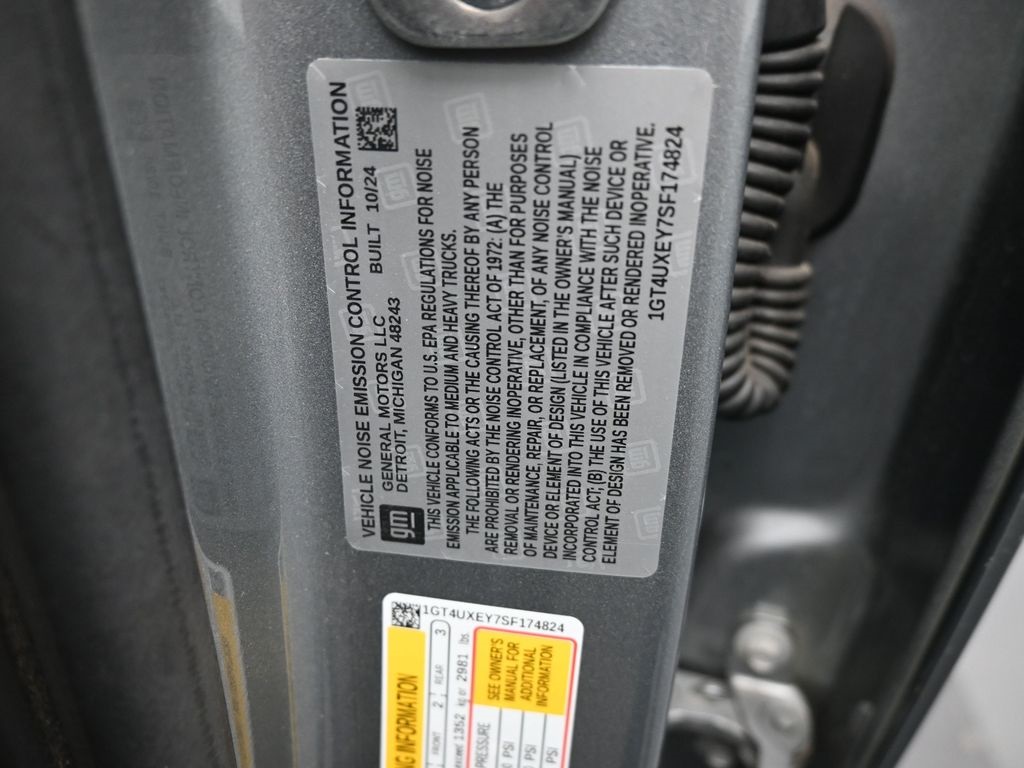 VEHICLE NOISE EMISSION CONTROL INFORMATION
gm
GENERAL MOTORS LLC BUILT 10/24
DETROIT, MICHIGAN 48243
THIS VEHICLE CONFORMS TO U.S. EPA REGULATIONS FOR NOISE
EMISSION APPLICABLE TO MEDIUM AND HEAVY TRUCKS.
THE FOLLOWING ACTS OR THE CAUSING THEREOF BY ANY PERSON
ARE PROHIBITED BY THE NOISE CONTROL ACT OF 1972: (A) THE
REMOVAL OR RENDERING INOPERATIVE, OTHER THAN FOR PURPOSES
OF MAINTENANCE, REPAIR, OR REPLACEMENT, OF ANY NOISE CONTROL
DEVICE OR ELEMENT OF DESIGN (LISTED IN THE OWNER'S MANUAL)
INCORPORATED INTO THIS VEHICLE IN COMPLIANCE WITH THE NOISE
CONTROL ACT; (B) THE USE OF THIS VEHICLE AFTER SUCH DEVICE OR
ELEMENT OF DESIGN HAS BEEN REMOVED OR RENDERED INOPERATIVE.
1GT4UXEY7SF174824
1GT4UXEY7SF174824
INFORMATION
FRONT 2 REAR 3
1352 kg or 2981 lbs.
PRESSURE
SEE OWNER'S
MANUAL FOR
ADDITIONAL
INFORMATION
PSI
PSI
PSI